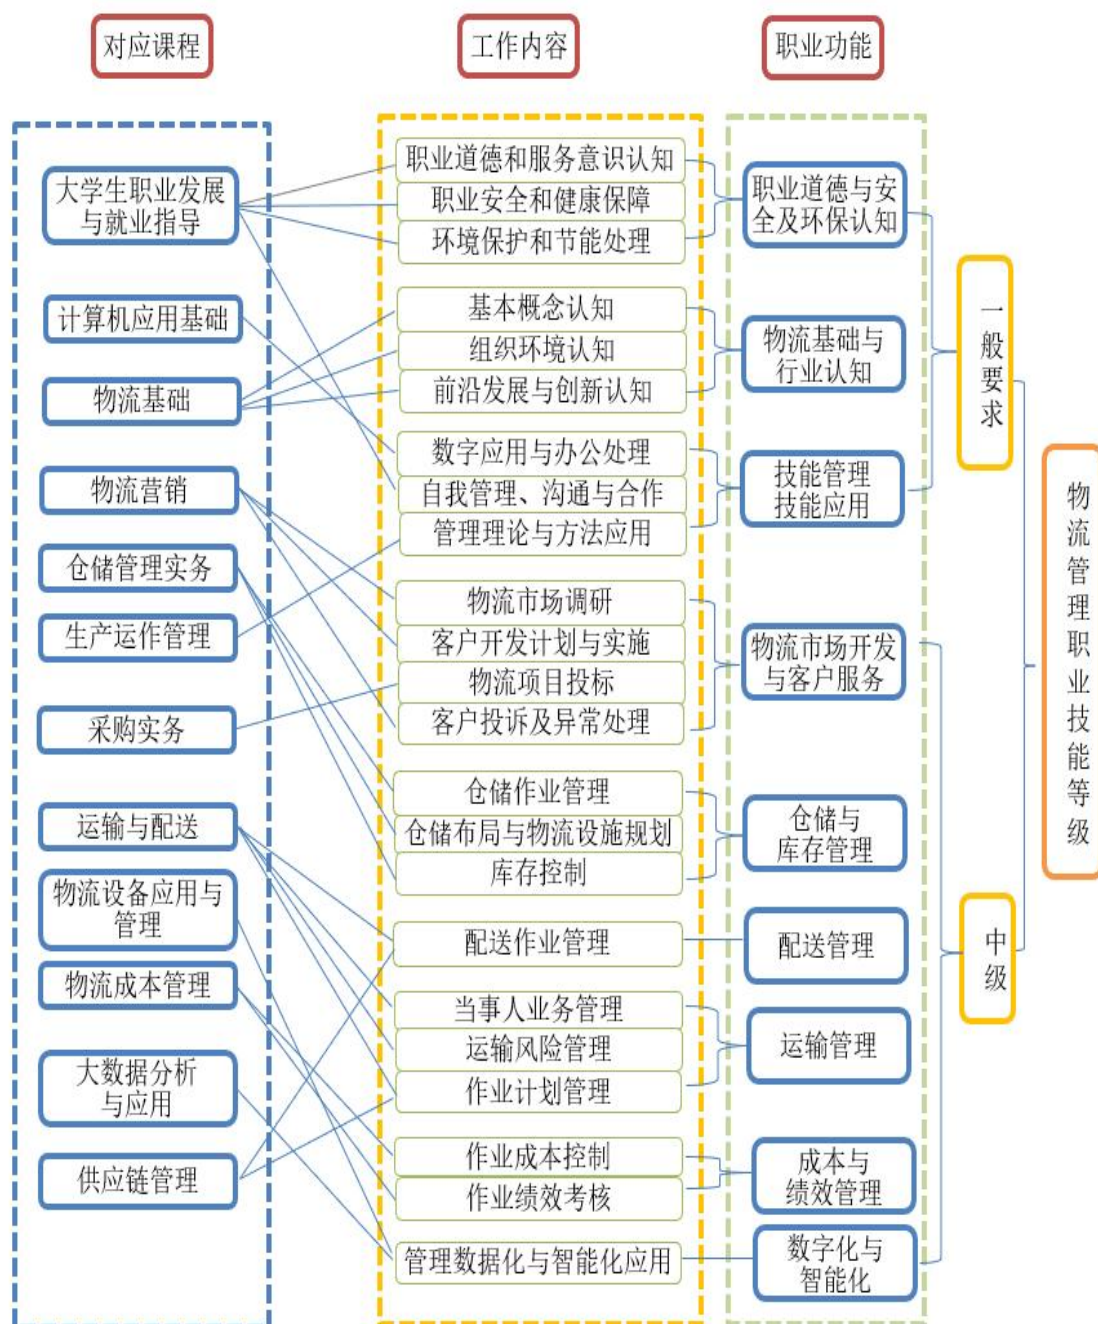 对应课程
工作内容
职业功能
大学生职业发展
与就业指导
计算机应用基础
物流基础
物流营销
仓储管理实务
生产运作管理
采购实务
运输与配送
物流设备应用与
管理
物流成本管理
大数据分析
与应用
供应链管理
职业道德和服务意识认知
职业安全和健康保障
环境保护和节能处理
基本概念认知
组织环境认知
前沿发展与创新认知
数字应用与办公处理
自我管理、沟通与合作
管理理论与方法应用
物流市场调研
客户开发计划与实施
物流项目投标
客户投诉及异常处理
仓储作业管理
仓储布局与物流设施规划
库存控制
配送作业管理
当事人业务管理
运输风险管理
作业计划管理
作业成本控制
作业绩效考核
管理数据化与智能化应用
职业道德与安
全及环保认知
物流基础与
行业认知
技能管理
技能应用
物流市场开发
与客户服务
仓储与
库存管理
配送管理
运输管理
成本与
绩效管理
数字化与
智能化
一般要求
中级
物流管理职业技能等级